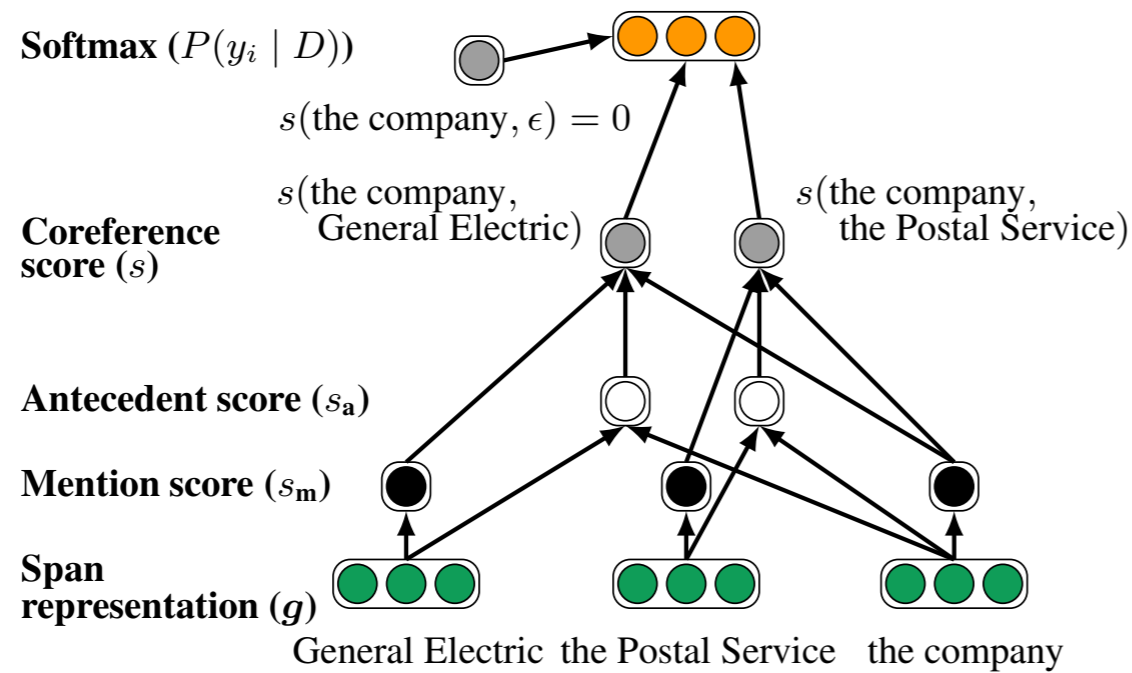 Softmax (P(y_i | D))
s(the company, ϵ) = 0
s(the company,
General Electric)
s(the company,
the Postal Service)
Coreference
score (s)
Antecedent score (s_a)
Mention score (s_m)
Span
representation (g)
General Electric
the Postal Service
the company